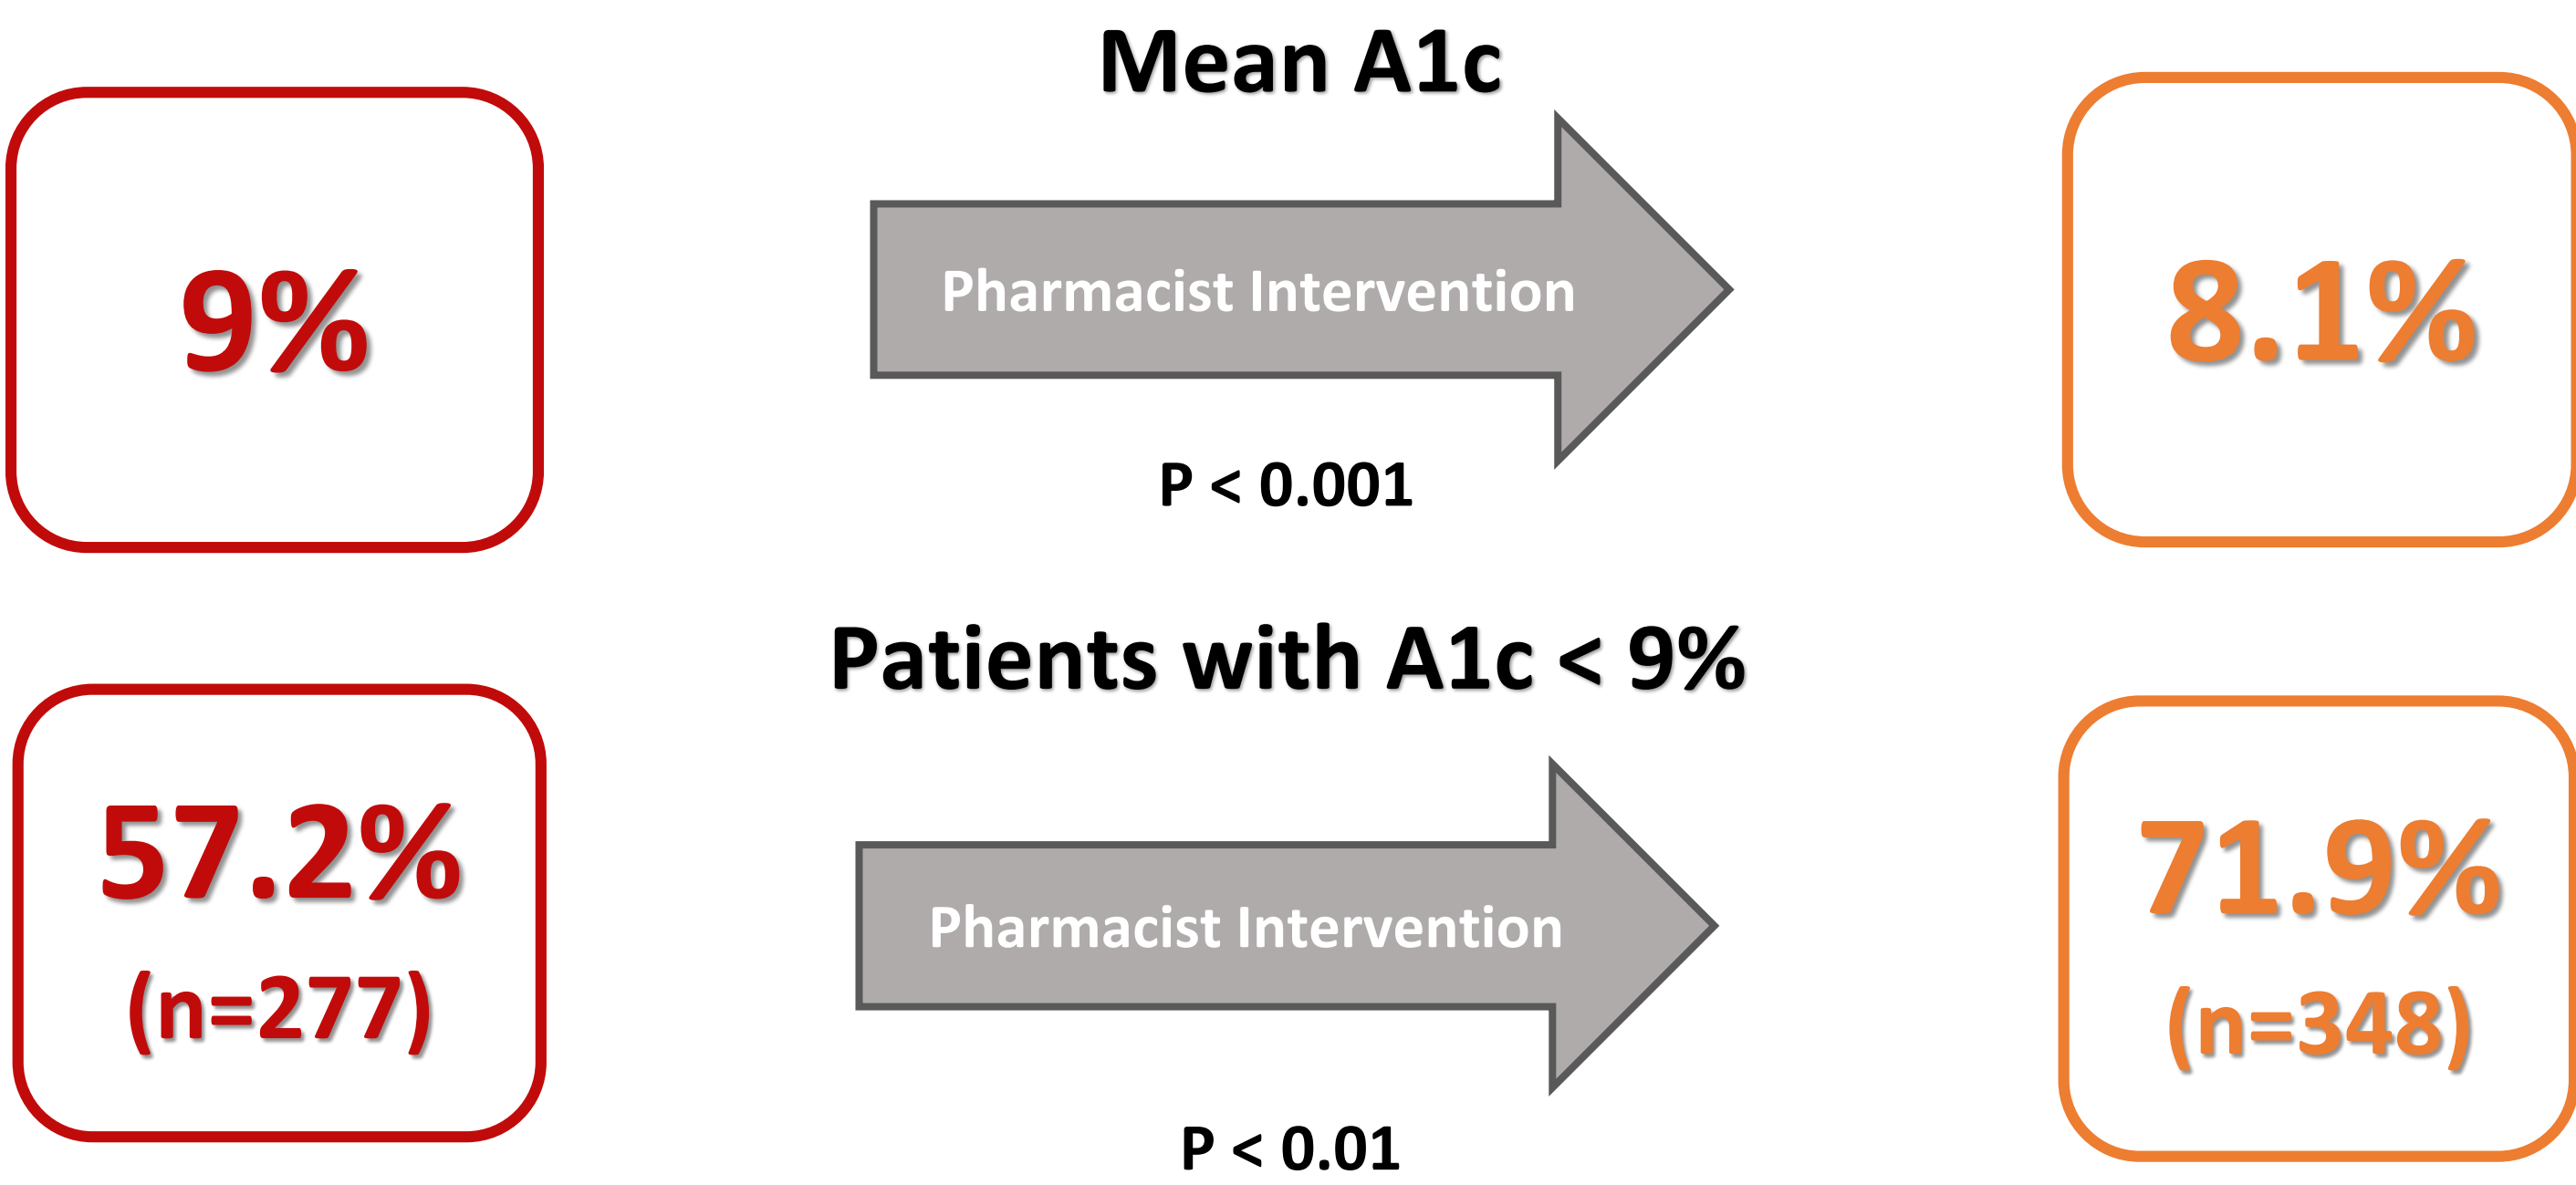 Mean A1c
9%
Pharmacist Intervention
8.1%
P < 0.001
Patients with A1c < 9%
57.2%
(n=277)
Pharmacist Intervention
71.9%
(n=348)
P < 0.01